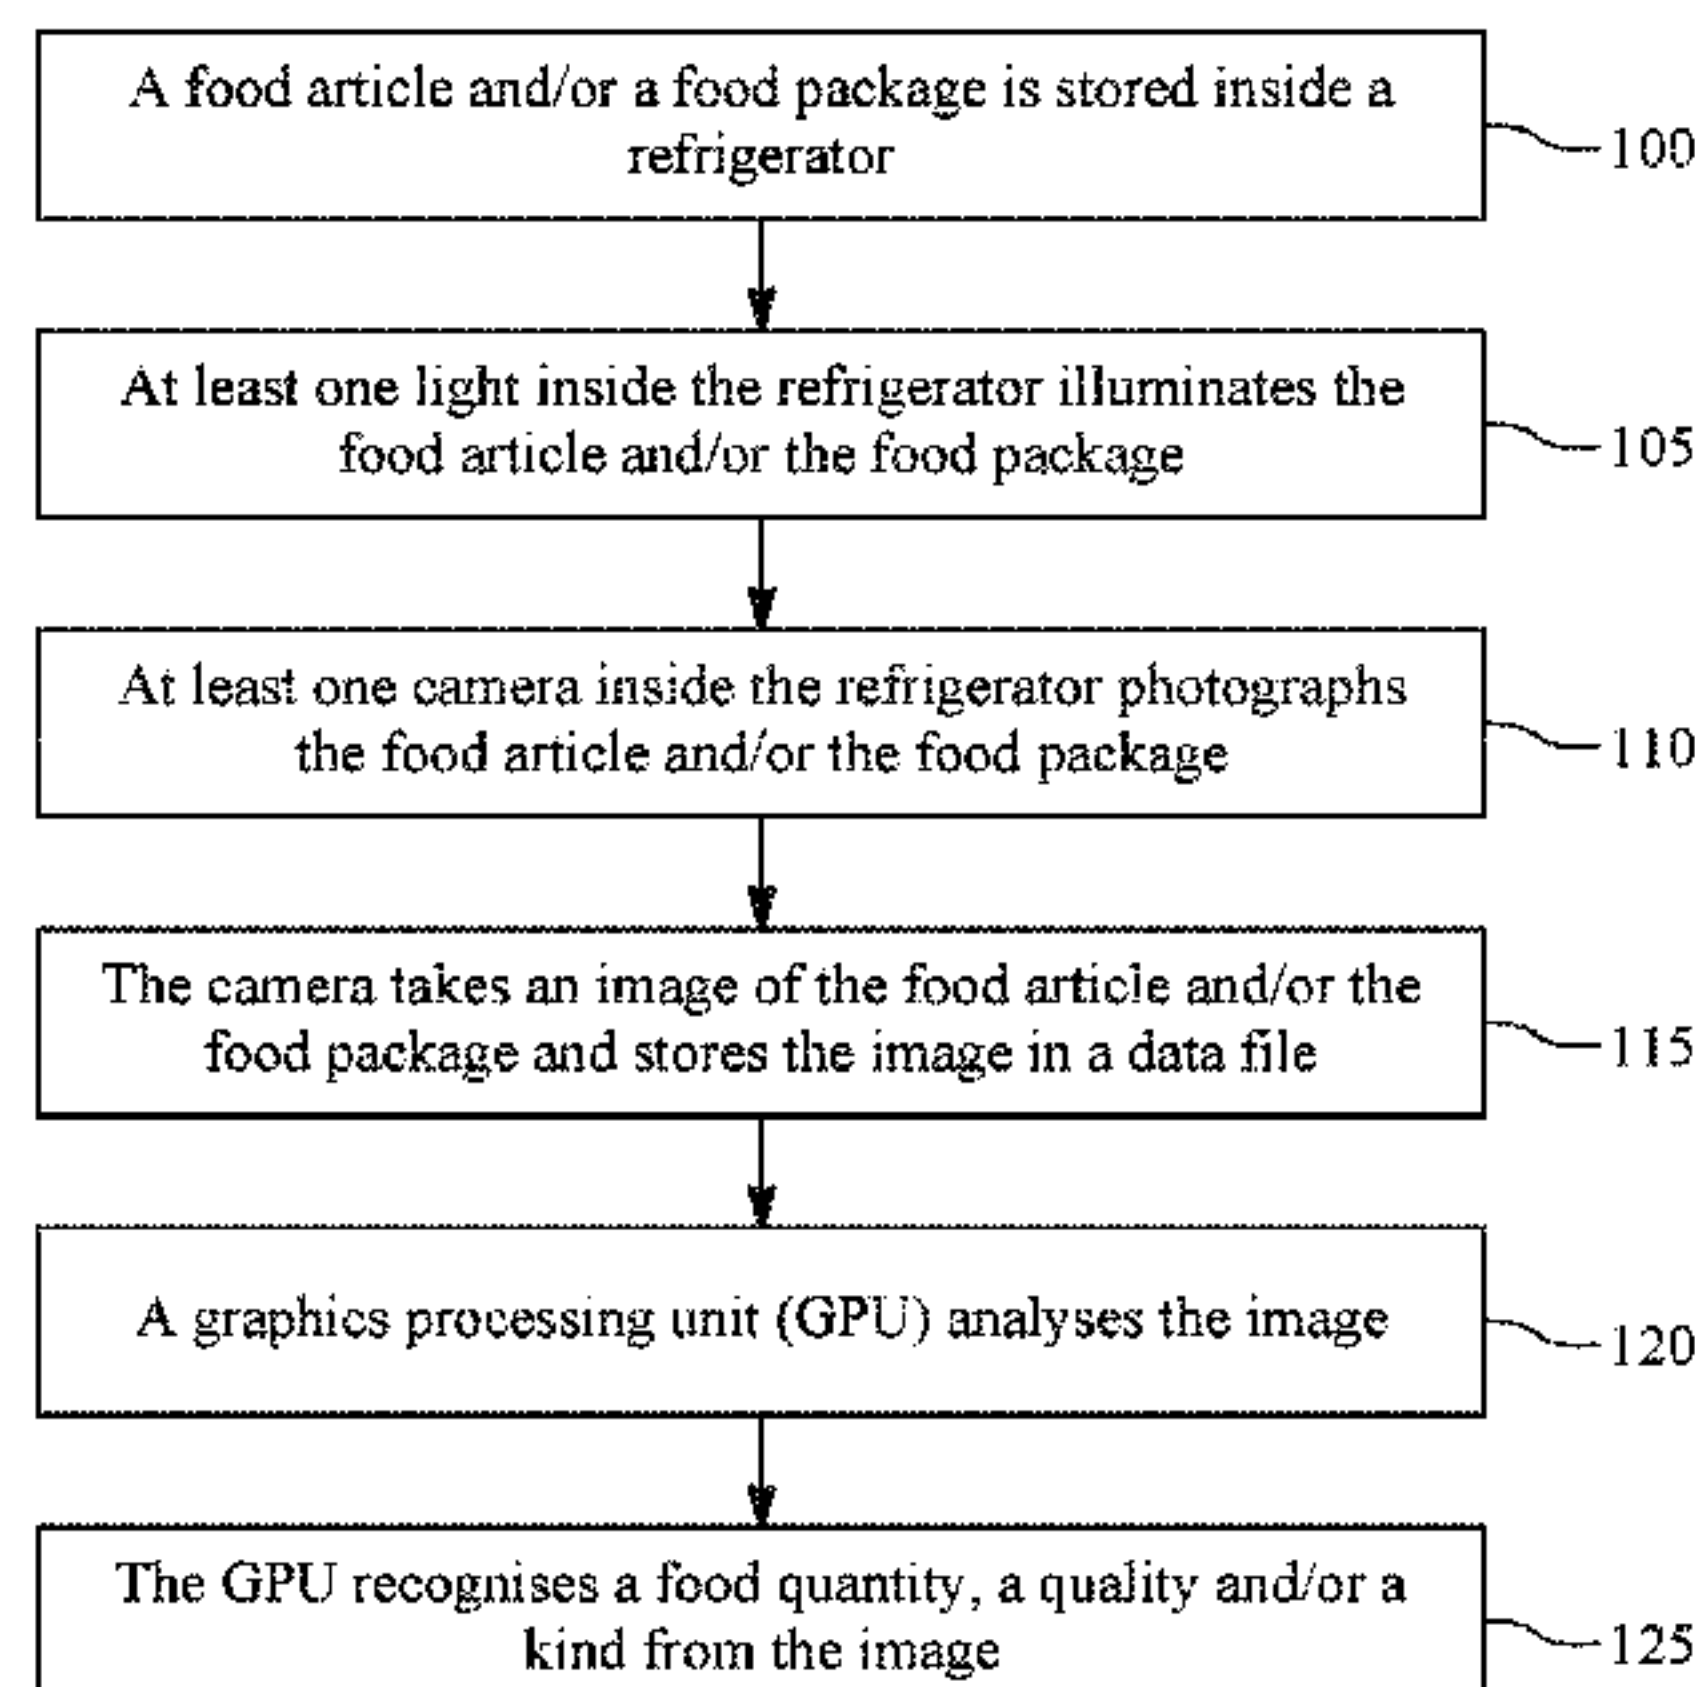 A food article and/or a food package is stored inside a
refrigerator
100
At least one light inside the refrigerator illuminates the
food article and/or the food package
105
At least one camera inside the refrigerator photographs
the food article and/or the food package
110
The camera takes an image of the food article and/or the
food package and stores the image in a data file
115
A graphics processing unit (GPU) analyses the image
120
The GPU recognises a food quantity, a quality and/or a
kind from the image
125